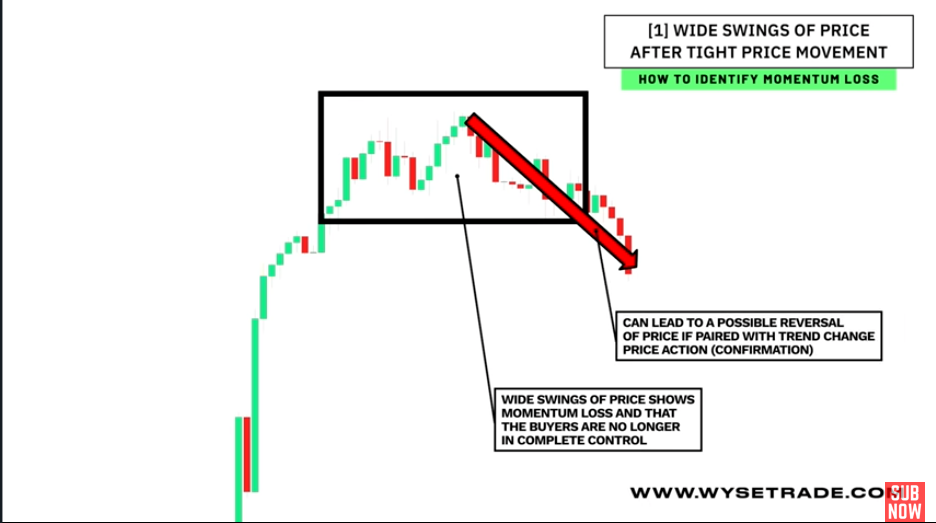 [1] WIDE SWINGS OF PRICE
AFTER TIGHT PRICE MOVEMENT
HOW TO IDENTIFY MOMENTUM LOSS
CAN LEAD TO A POSSIBLE REVERSAL
OF PRICE IF PAIRED WITH TREND CHANGE
PRICE ACTION (CONFIRMATION)
WIDE SWINGS OF PRICE SHOWS
MOMENTUM LOSS AND THAT
THE BUYERS ARE NO LONGER
IN COMPLETE CONTROL
WWW.WYSETRADE.COM
SUB
NOW